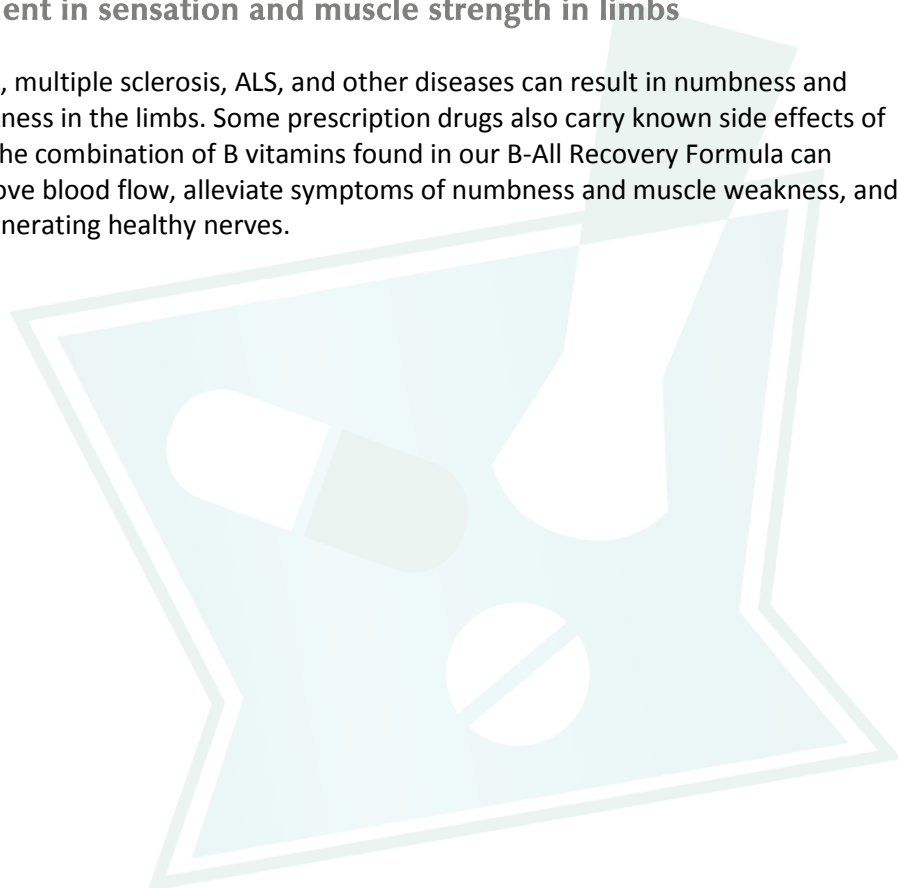 ent in sensation and muscle strength in limbs
, multiple sclerosis, ALS, and other diseases can result in numbness and
ness in the limbs. Some prescription drugs also carry known side effects of
he combination of B vitamins found in our B-All Recovery Formula can
ve blood flow, alleviate symptoms of numbness and muscle weakness, and
nerating healthy nerves.